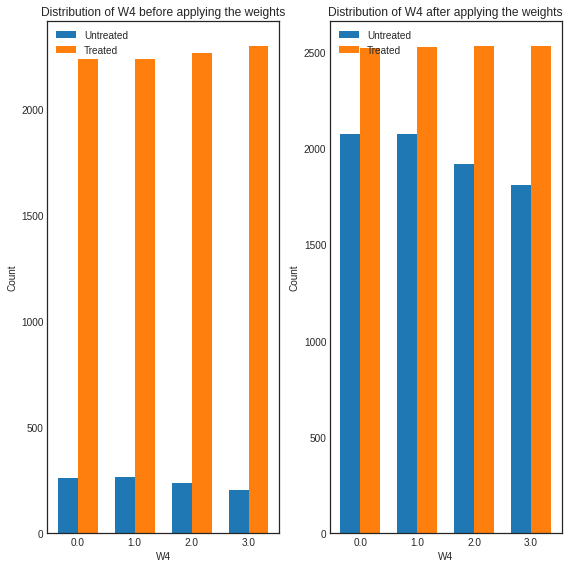 Distribution of W4 before applying the weights
Untreated
Treated
2000
1500
1000
500
0
Count
0.0 1.0 2.0 3.0
W4
Distribution of W4 after applying the weights
Untreated
Treated
2500
2000
1500
1000
500
0
Count
0.0 1.0 2.0 3.0
W4